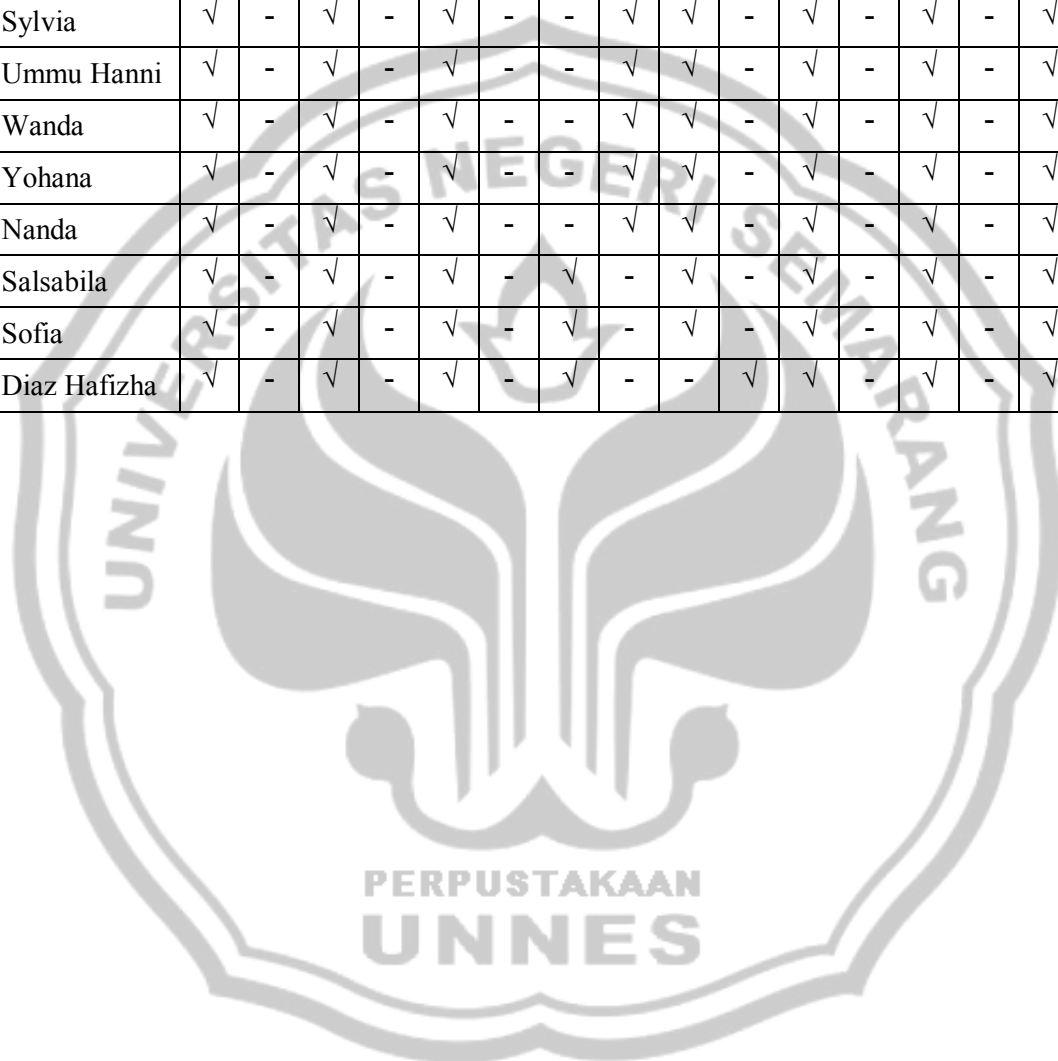 Sylvia √ - √ - √ - - √ √ - √ - √ - √
Ummu Hanni √ - √ - √ - - √ √ - √ - √ - √
Wanda √ - √ - √ - - √ √ - √ - √ - √
Yohana √ - √ - √ - - √ √ - √ - √ - √
Nanda √ - √ - √ - - √ √ - √ - √ - √
Salsabila √ - √ - √ - √ - √ - √ - √ - √
Sofia √ - √ - √ - √ - √ - √ - √ - √
Diaz Hafizha √ - √ - √ - √ - - √ √ - √ - √
UNIVERSITAS NEGERI SEMARANG
PERPUSTAKAAN
UNNES